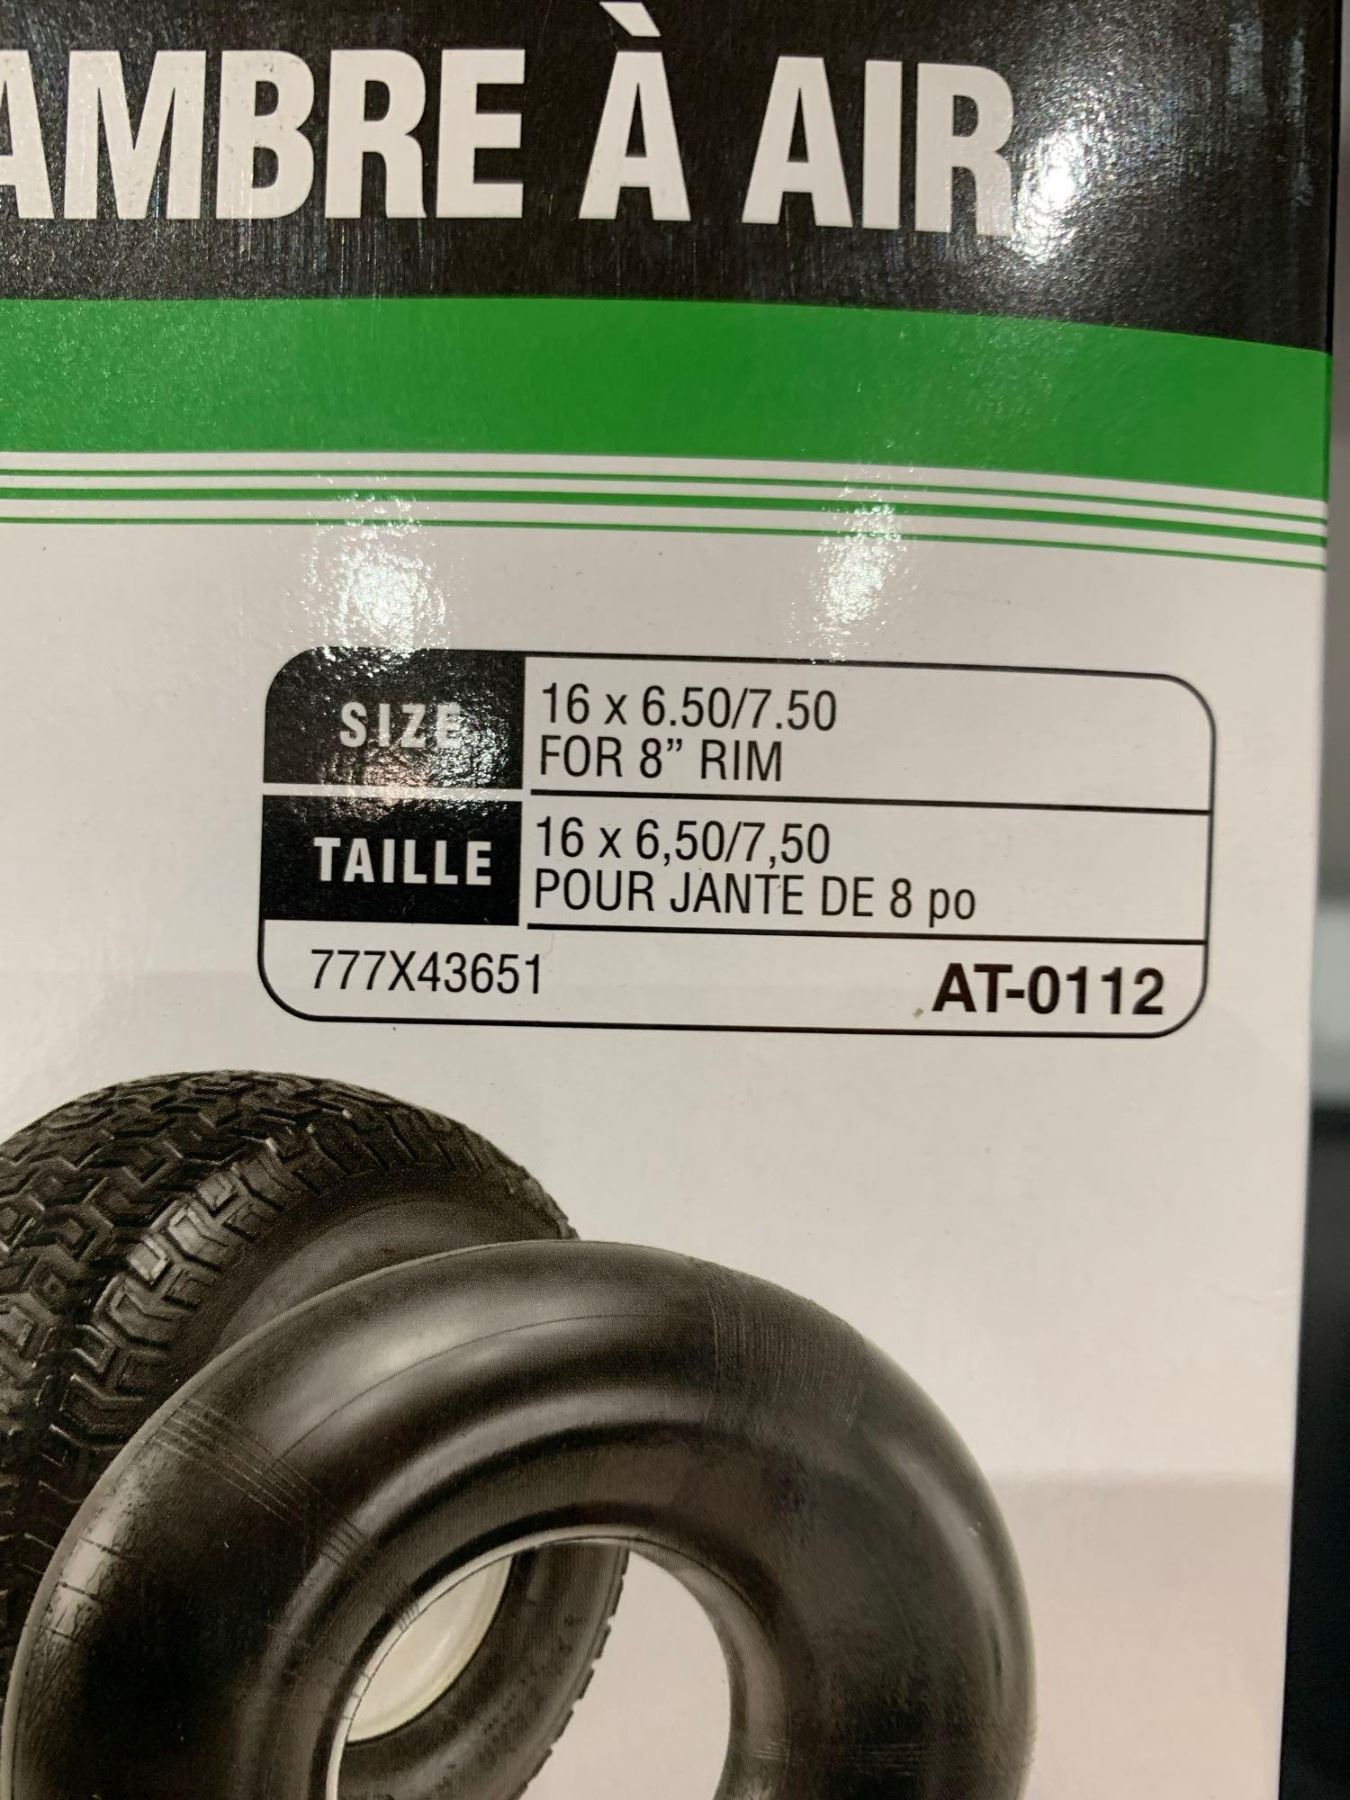 AMBRE À AIR
SIZE
16 x 6.50/7.50
FOR 8” RIM
TAILLE
16 x 6,50/7,50
POUR JANTE DE 8 po
777X43651
AT-0112